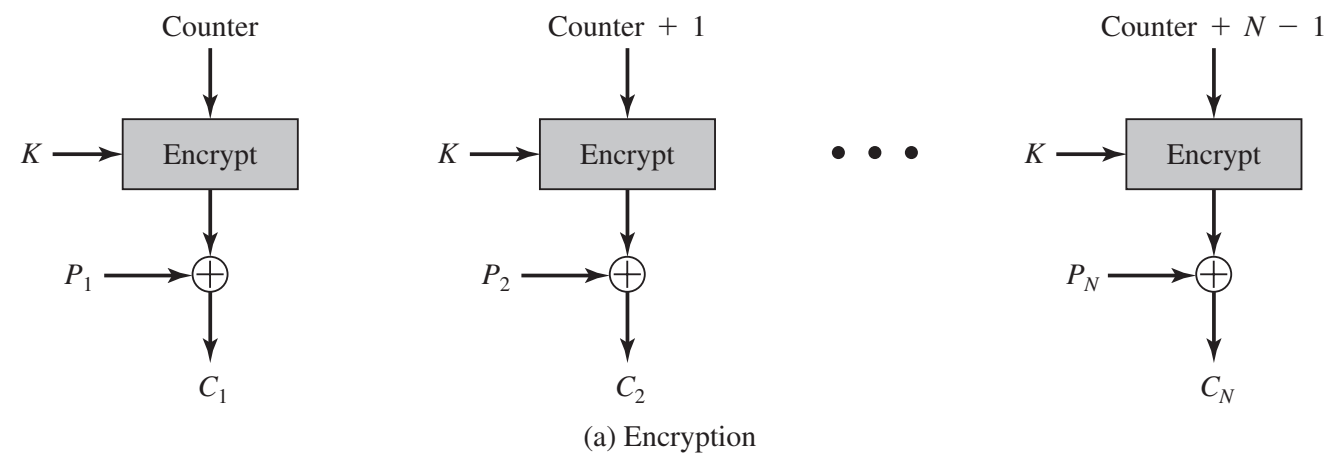 Counter Counter + 1 Counter + N − 1
K Encrypt K Encrypt K Encrypt
P1 P2 PN
C1 C2 CN
(a) Encryption